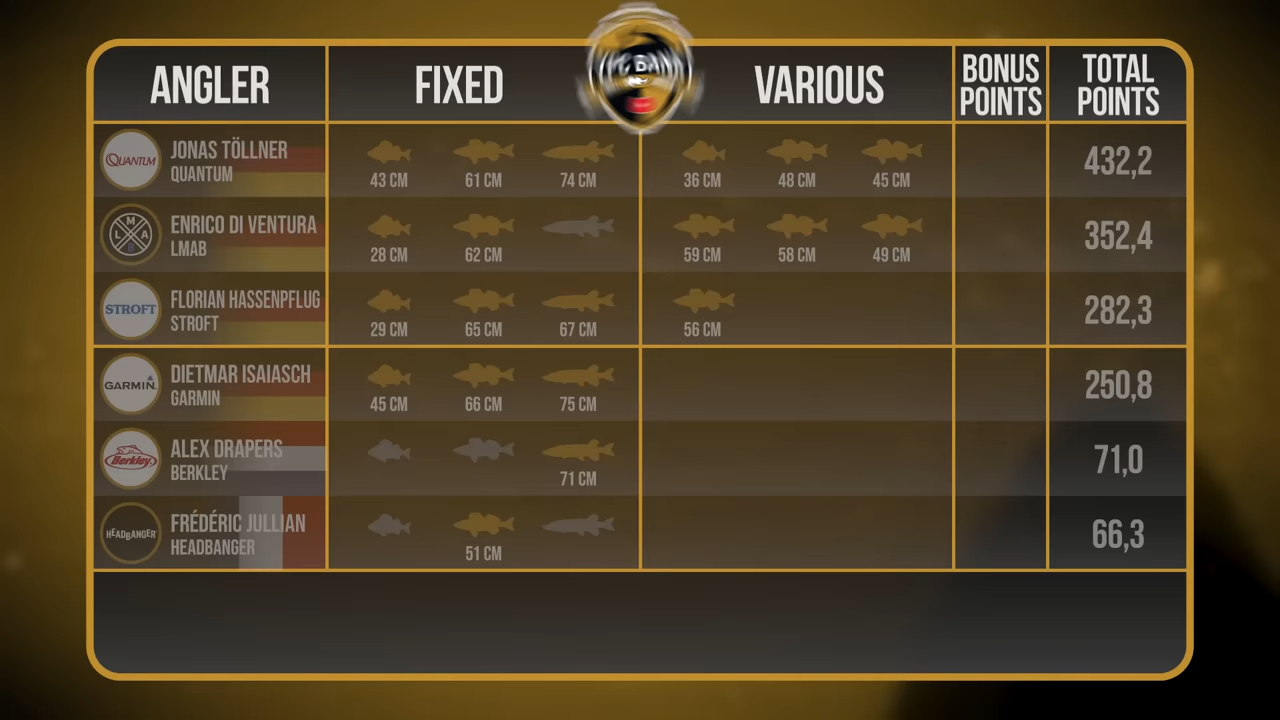 ANGLER FIXED VARIOUS BONUS POINTS TOTAL POINTS
QUANTUM JONAS TÖLLNER
QUANTUM
43 CM 61 CM 74 CM 36 CM 48 CM 45 CM 432,2
LMAB ENRICO DI VENTURA
LMAB
28 CM 62 CM 59 CM 58 CM 49 CM 352,4
STROFT FLORIAN HASSENPFLUG
STROFT
29 CM 65 CM 67 CM 56 CM 282,3
GARMIN DIETMAR ISAIASCH
GARMIN
45 CM 66 CM 75 CM 250,8
Berkley ALEX DRAPERS
BERKLEY
71 CM 71,0
HEADBANGER FRÉDÉRIC JULLIAN
HEADBANGER
51 CM 66,3